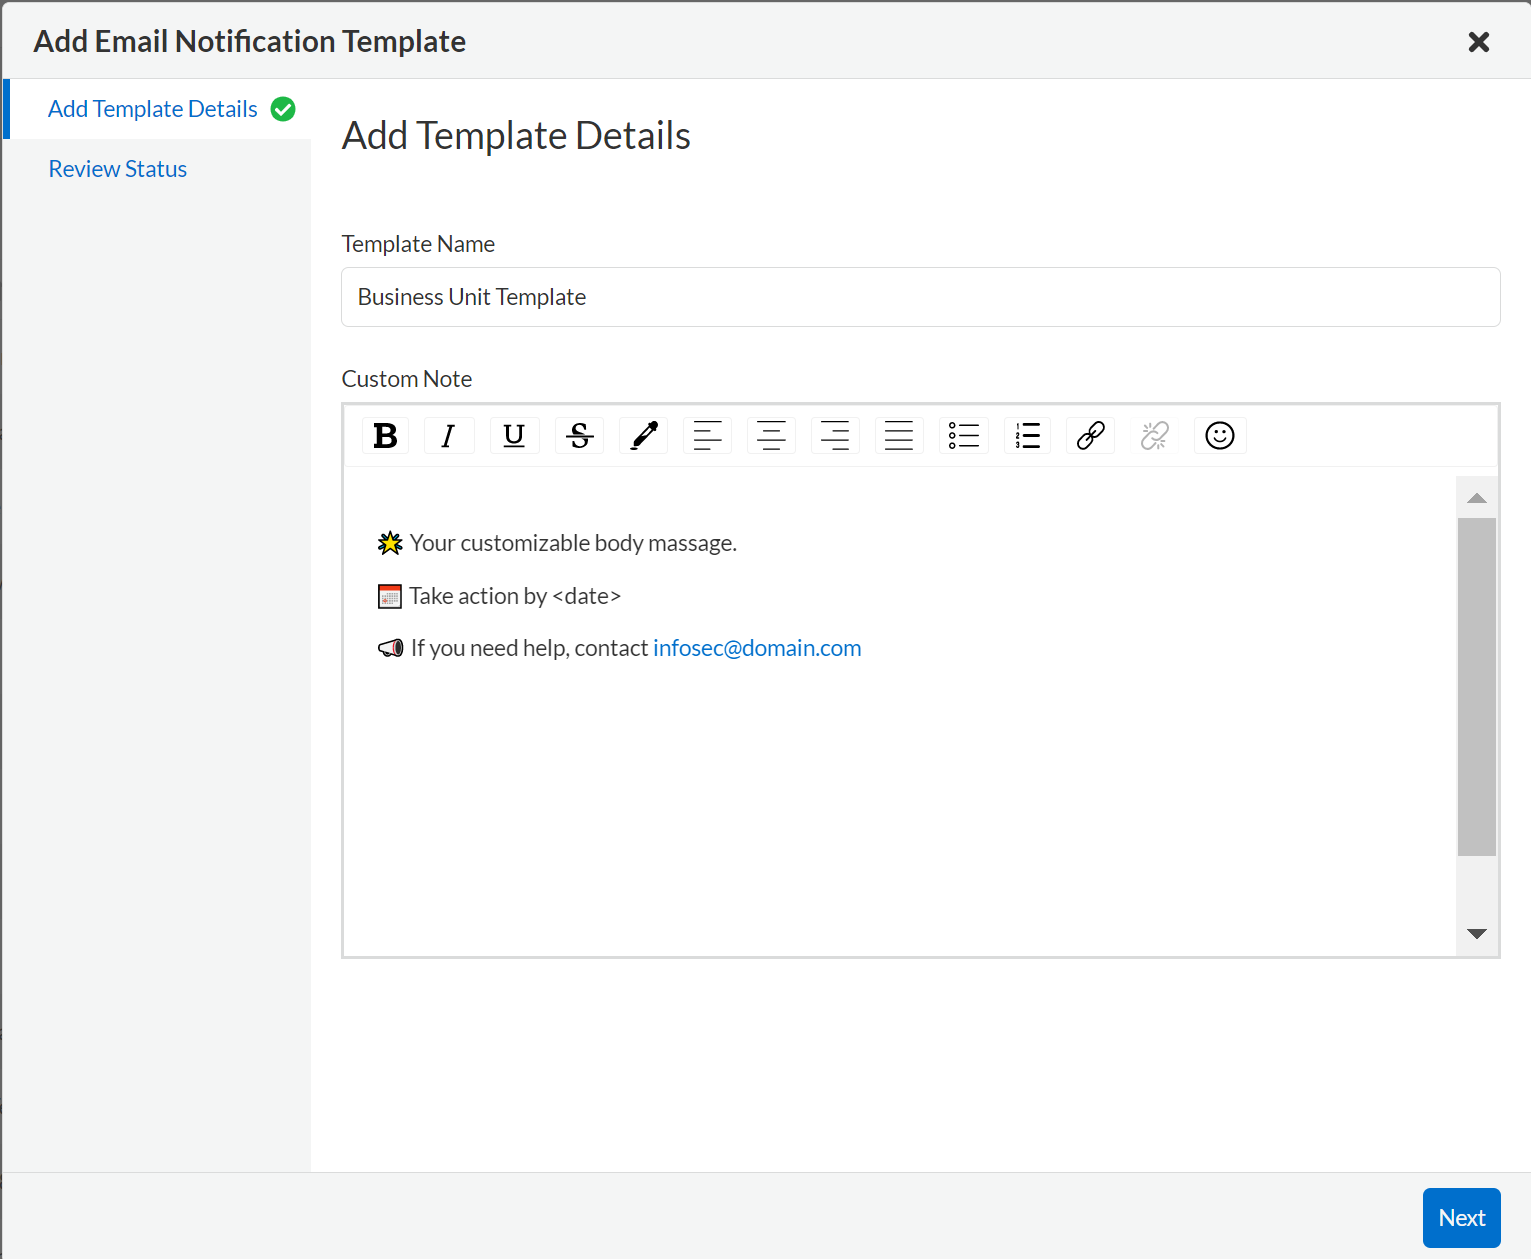 Add Email Notification Template
Add Template Details
Review Status
Add Template Details
Template Name
Business Unit Template
Custom Note
B I U S
Your customizable body massage.
Take action by <date>
If you need help, contact infosec@domain.com
Next